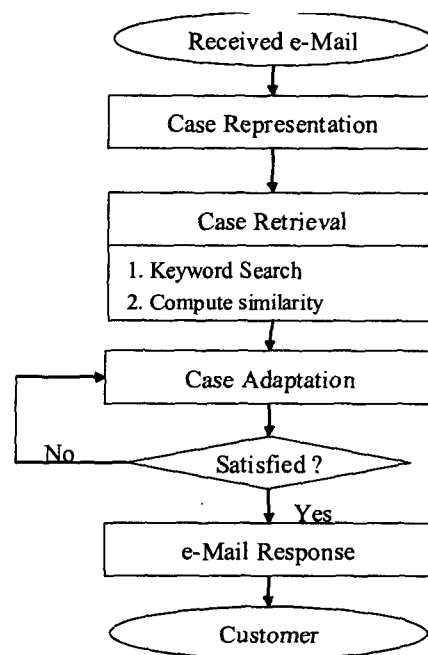 Received e-Mail
Case Representation
Case Retrieval
1. Keyword Search
2. Compute similarity
Case Adaptation
No
Satisfied ?
Yes
e-Mail Response
Customer